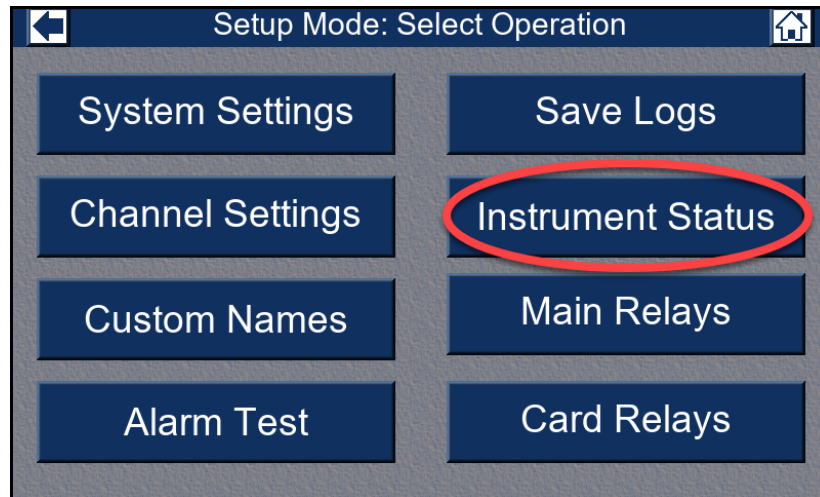 Setup Mode: Select Operation
System Settings
Save Logs
Channel Settings
Instrument Status
Custom Names
Main Relays
Alarm Test
Card Relays